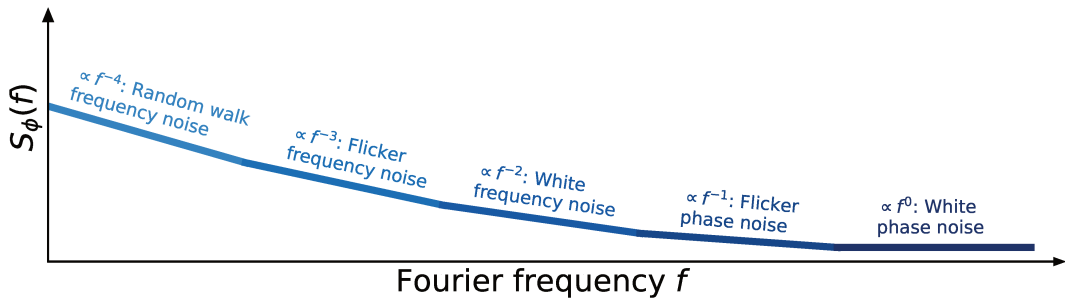 ∝ f⁻⁴: Random walk
frequency noise
∝ f⁻³: Flicker
frequency noise
∝ f⁻²: White
frequency noise
∝ f⁻¹: Flicker
phase noise
∝ f⁰: White
phase noise
S_ϕ(f)
Fourier frequency f